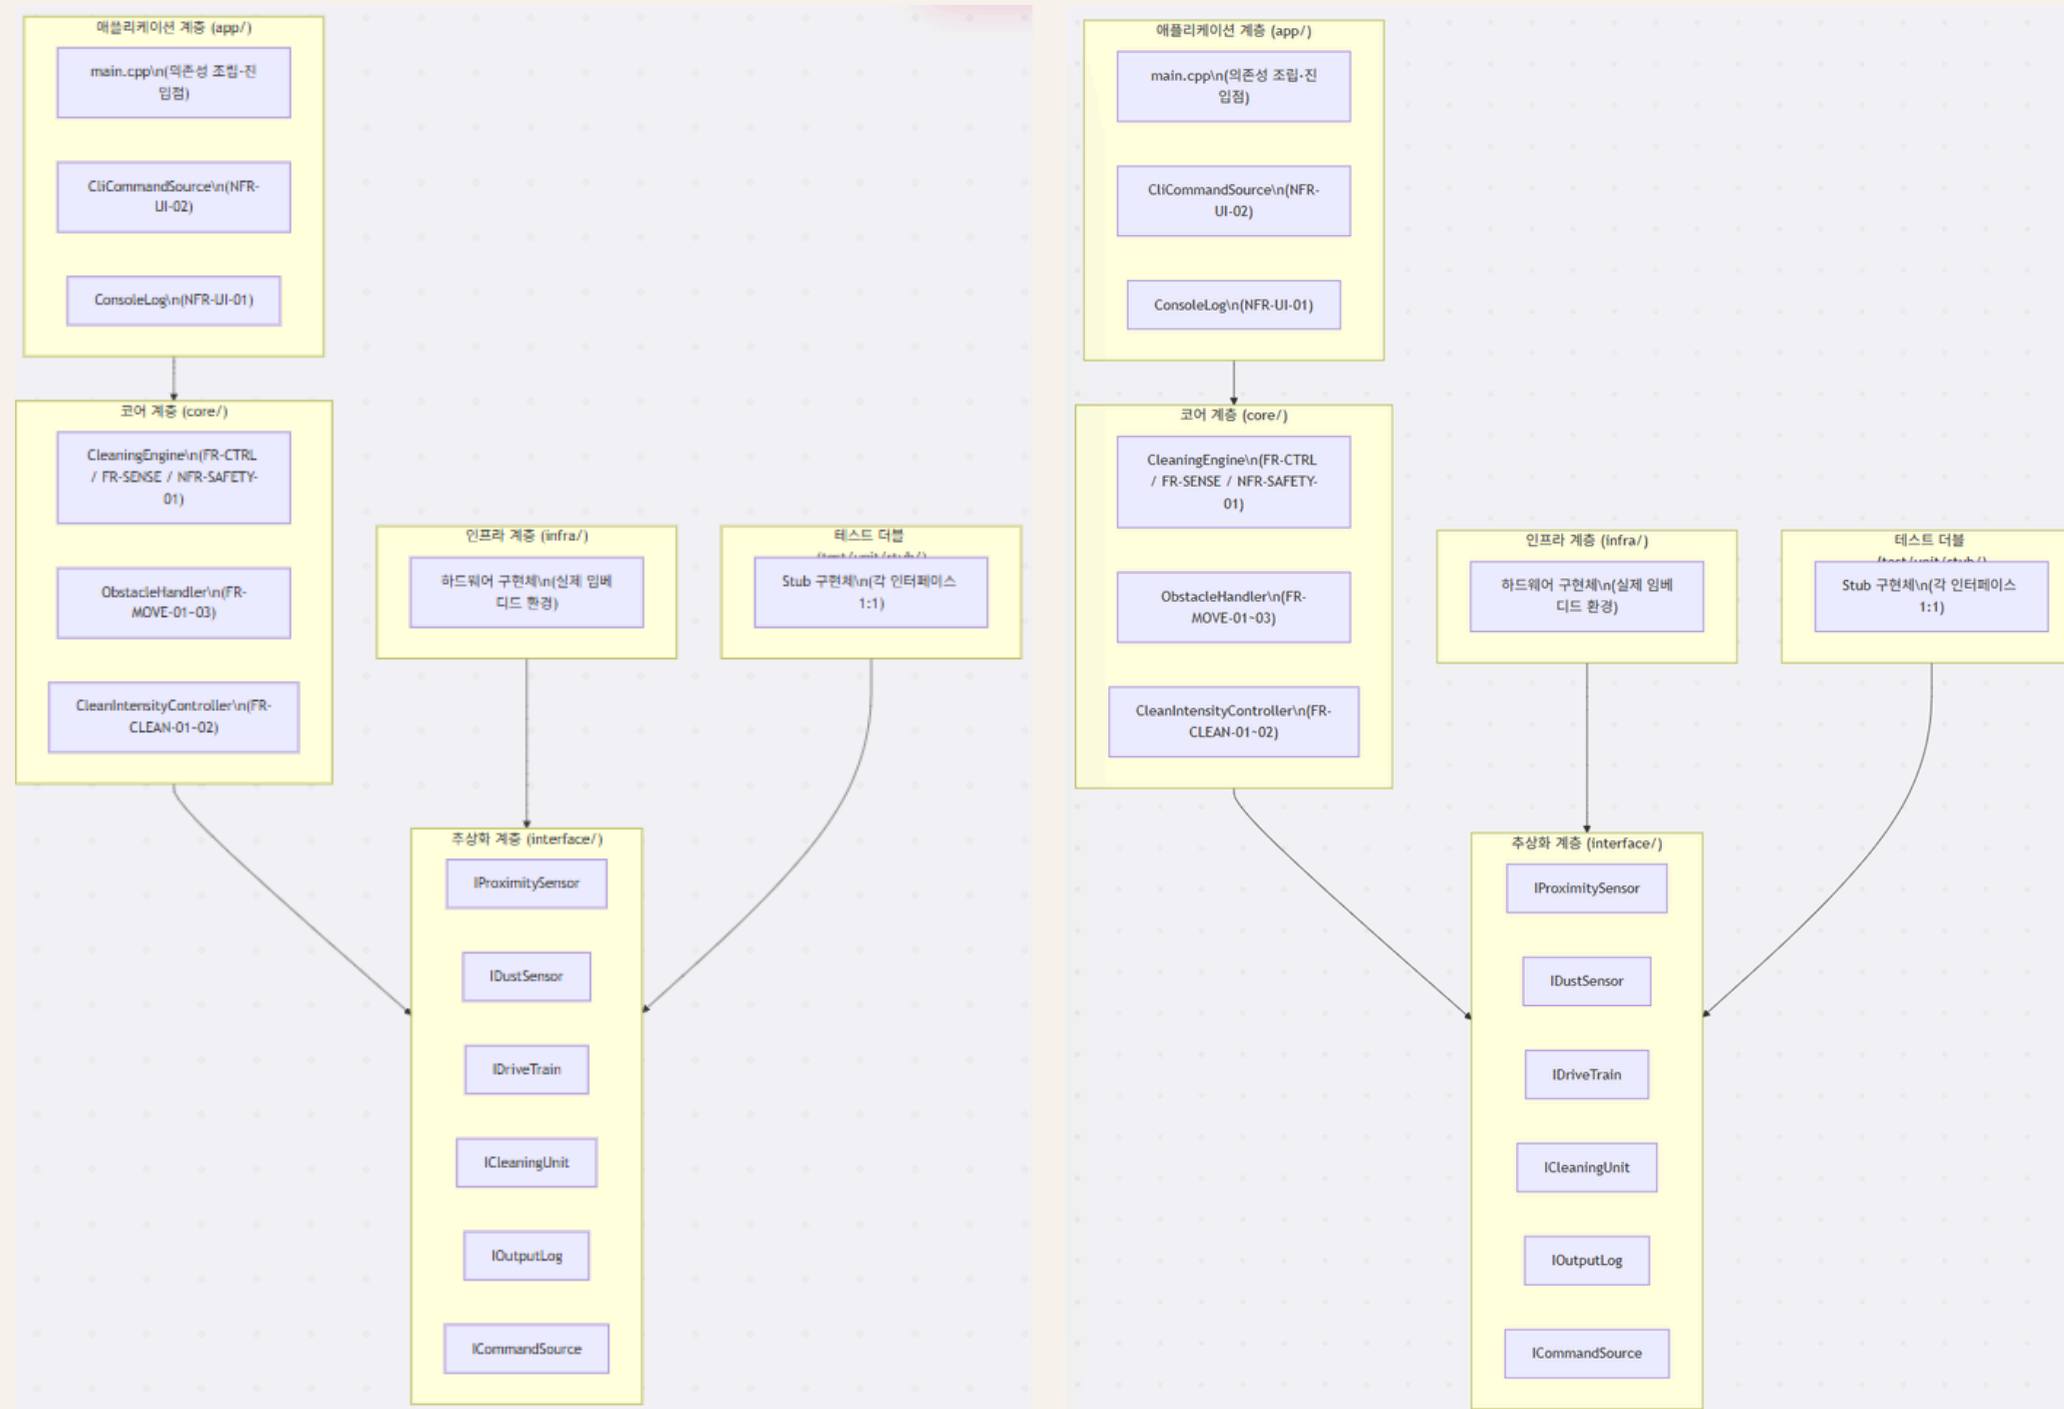 애플리케이션 계층 (app/)
main.cpp\n(의존성 조립·진
입점)
CliCommandSource\n(NFR-
UI-02)
ConsoleLog\n(NFR-UI-01)
코어 계층 (core/)
CleaningEngine\n(FR-CTRL
/ FR-SENSE / NFR-SAFETY-
01)
ObstacleHandler\n(FR-
MOVE-01~03)
CleanIntensityController\n(FR-
CLEAN-01~02)
인프라 계층 (infra/)
하드웨어 구현체\n(실제 임베
디드 환경)
테스트 더블
(test/unit/stub/)
Stub 구현체\n(각 인터페이스
1:1)
추상화 계층 (interface/)
IProximitySensor
IDustSensor
IDriveTrain
ICleaningUnit
IOutputLog
ICommandSource
애플리케이션 계층 (app/)
main.cpp\n(의존성 조립·진
입점)
CliCommandSource\n(NFR-
UI-02)
ConsoleLog\n(NFR-UI-01)
코어 계층 (core/)
CleaningEngine\n(FR-CTRL
/ FR-SENSE / NFR-SAFETY-
01)
ObstacleHandler\n(FR-
MOVE-01~03)
CleanIntensityController\n(FR-
CLEAN-01~02)
인프라 계층 (infra/)
하드웨어 구현체\n(실제 임베
디드 환경)
테스트 더블
(test/unit/stub/)
Stub 구현체\n(각 인터페이스
1:1)
추상화 계층 (interface/)
IProximitySensor
IDustSensor
IDriveTrain
ICleaningUnit
IOutputLog
ICommandSource